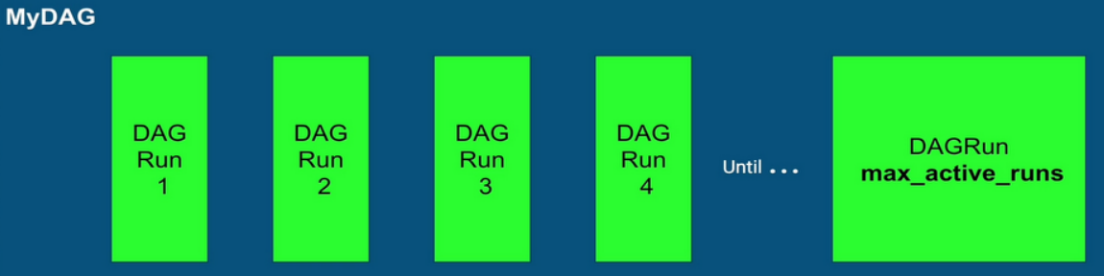 MyDAG
DAG
Run
1
DAG
Run
2
DAG
Run
3
DAG
Run
4
Until ...
DAGRun
max_active_runs